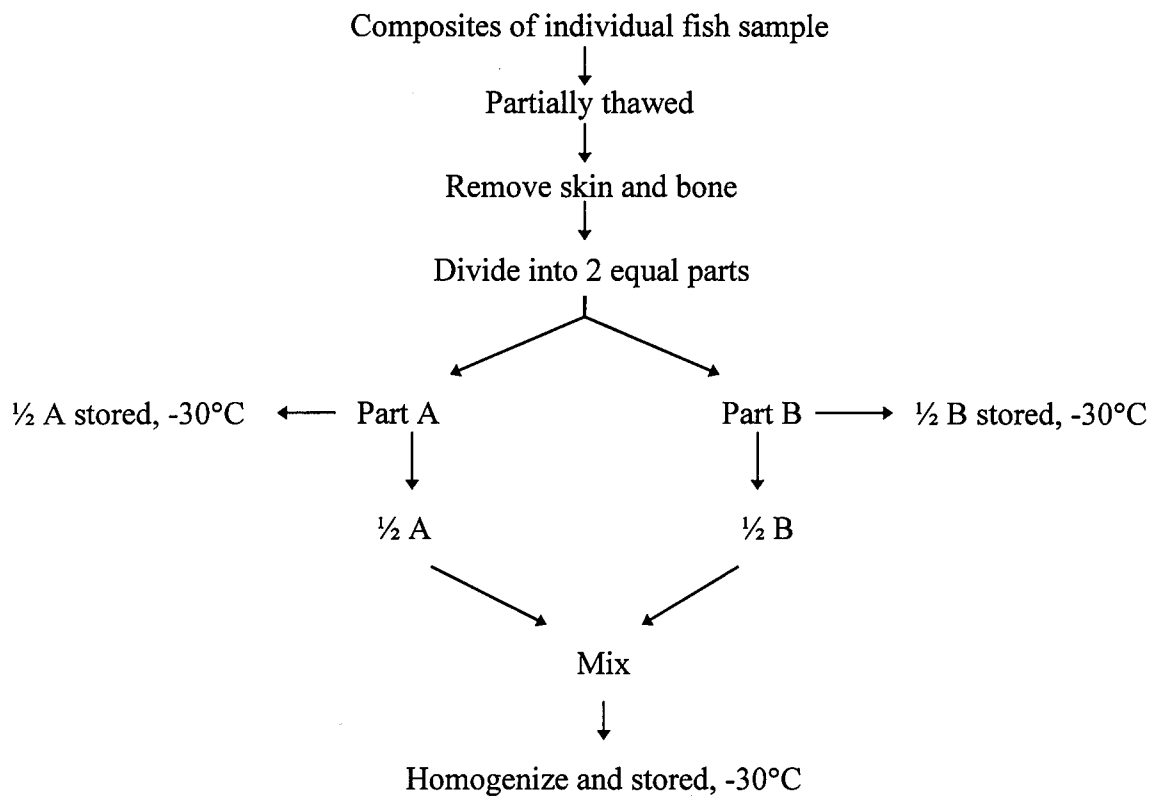 Composites of individual fish sample
Partially thawed
Remove skin and bone
Divide into 2 equal parts
½ A stored, -30°C
Part A
Part B
½ B stored, -30°C
½ A
½ B
Mix
Homogenize and stored, -30°C